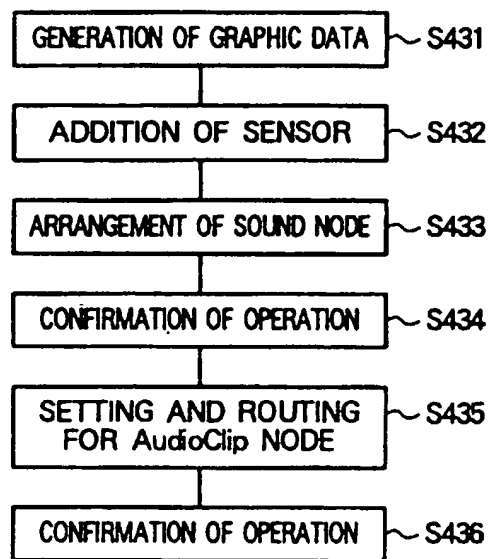 GENERATION OF GRAPHIC DATA S431
ADDITION OF SENSOR S432
ARRANGEMENT OF SOUND NODE S433
CONFIRMATION OF OPERATION S434
SETTING AND ROUTING S435
FOR AudioClip NODE
CONFIRMATION OF OPERATION S436